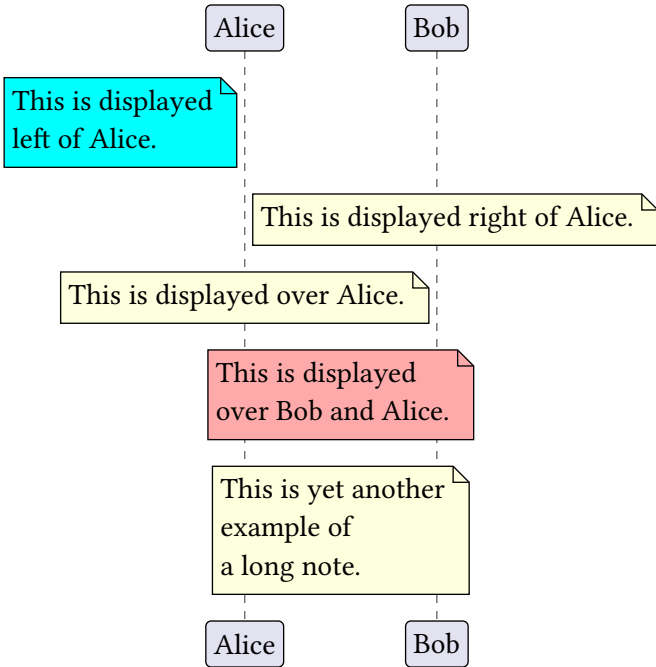 Alice
Bob
This is displayed
left of Alice.
This is displayed right of Alice.
This is displayed over Alice.
This is displayed
over Bob and Alice.
This is yet another
example of
a long note.
Alice
Bob